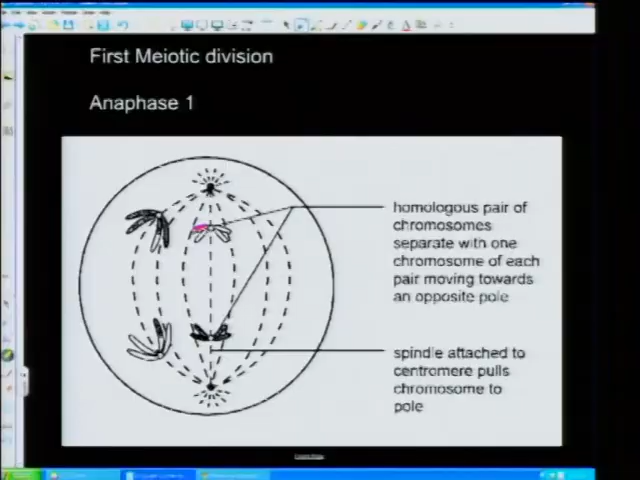 First Meiotic division
Anaphase 1
homologous pair of
chromosomes
separate with one
chromosome of each
pair moving towards
an opposite pole
spindle attached to
centromere pulls
chromosome to
pole